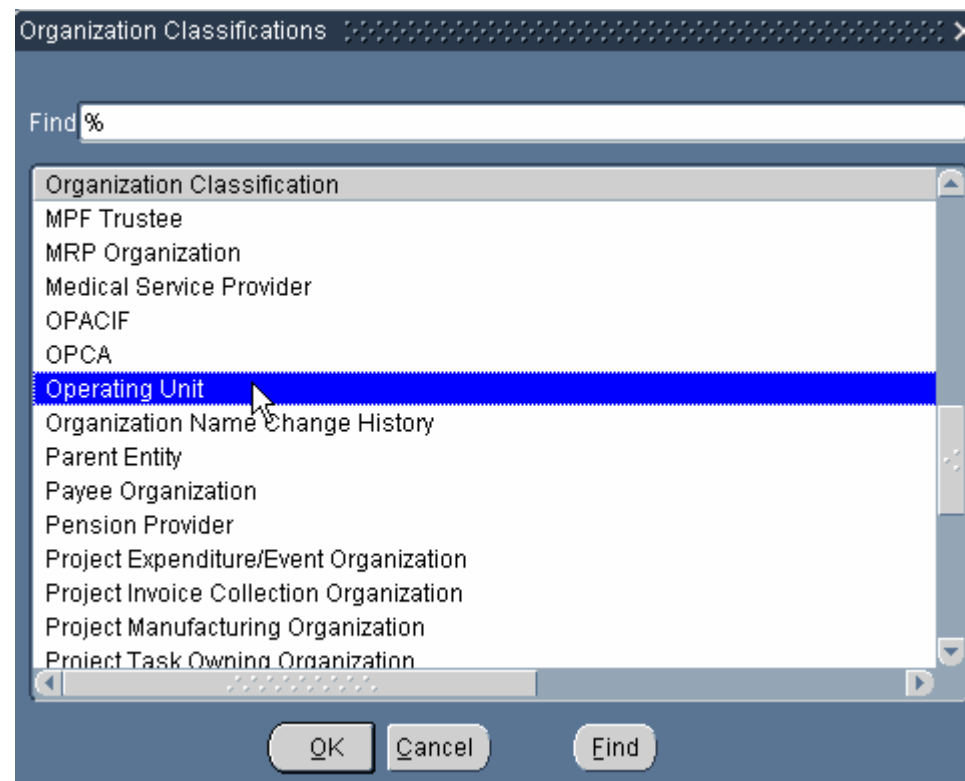 Organization Classifications
Find %
Organization Classification
MPF Trustee
MRP Organization
Medical Service Provider
OPACIF
OPCA
Operating Unit
Organization Name Change History
Parent Entity
Payee Organization
Pension Provider
Project Expenditure/Event Organization
Project Invoice Collection Organization
Project Manufacturing Organization
Project Task Owning Organization
OK Cancel Find